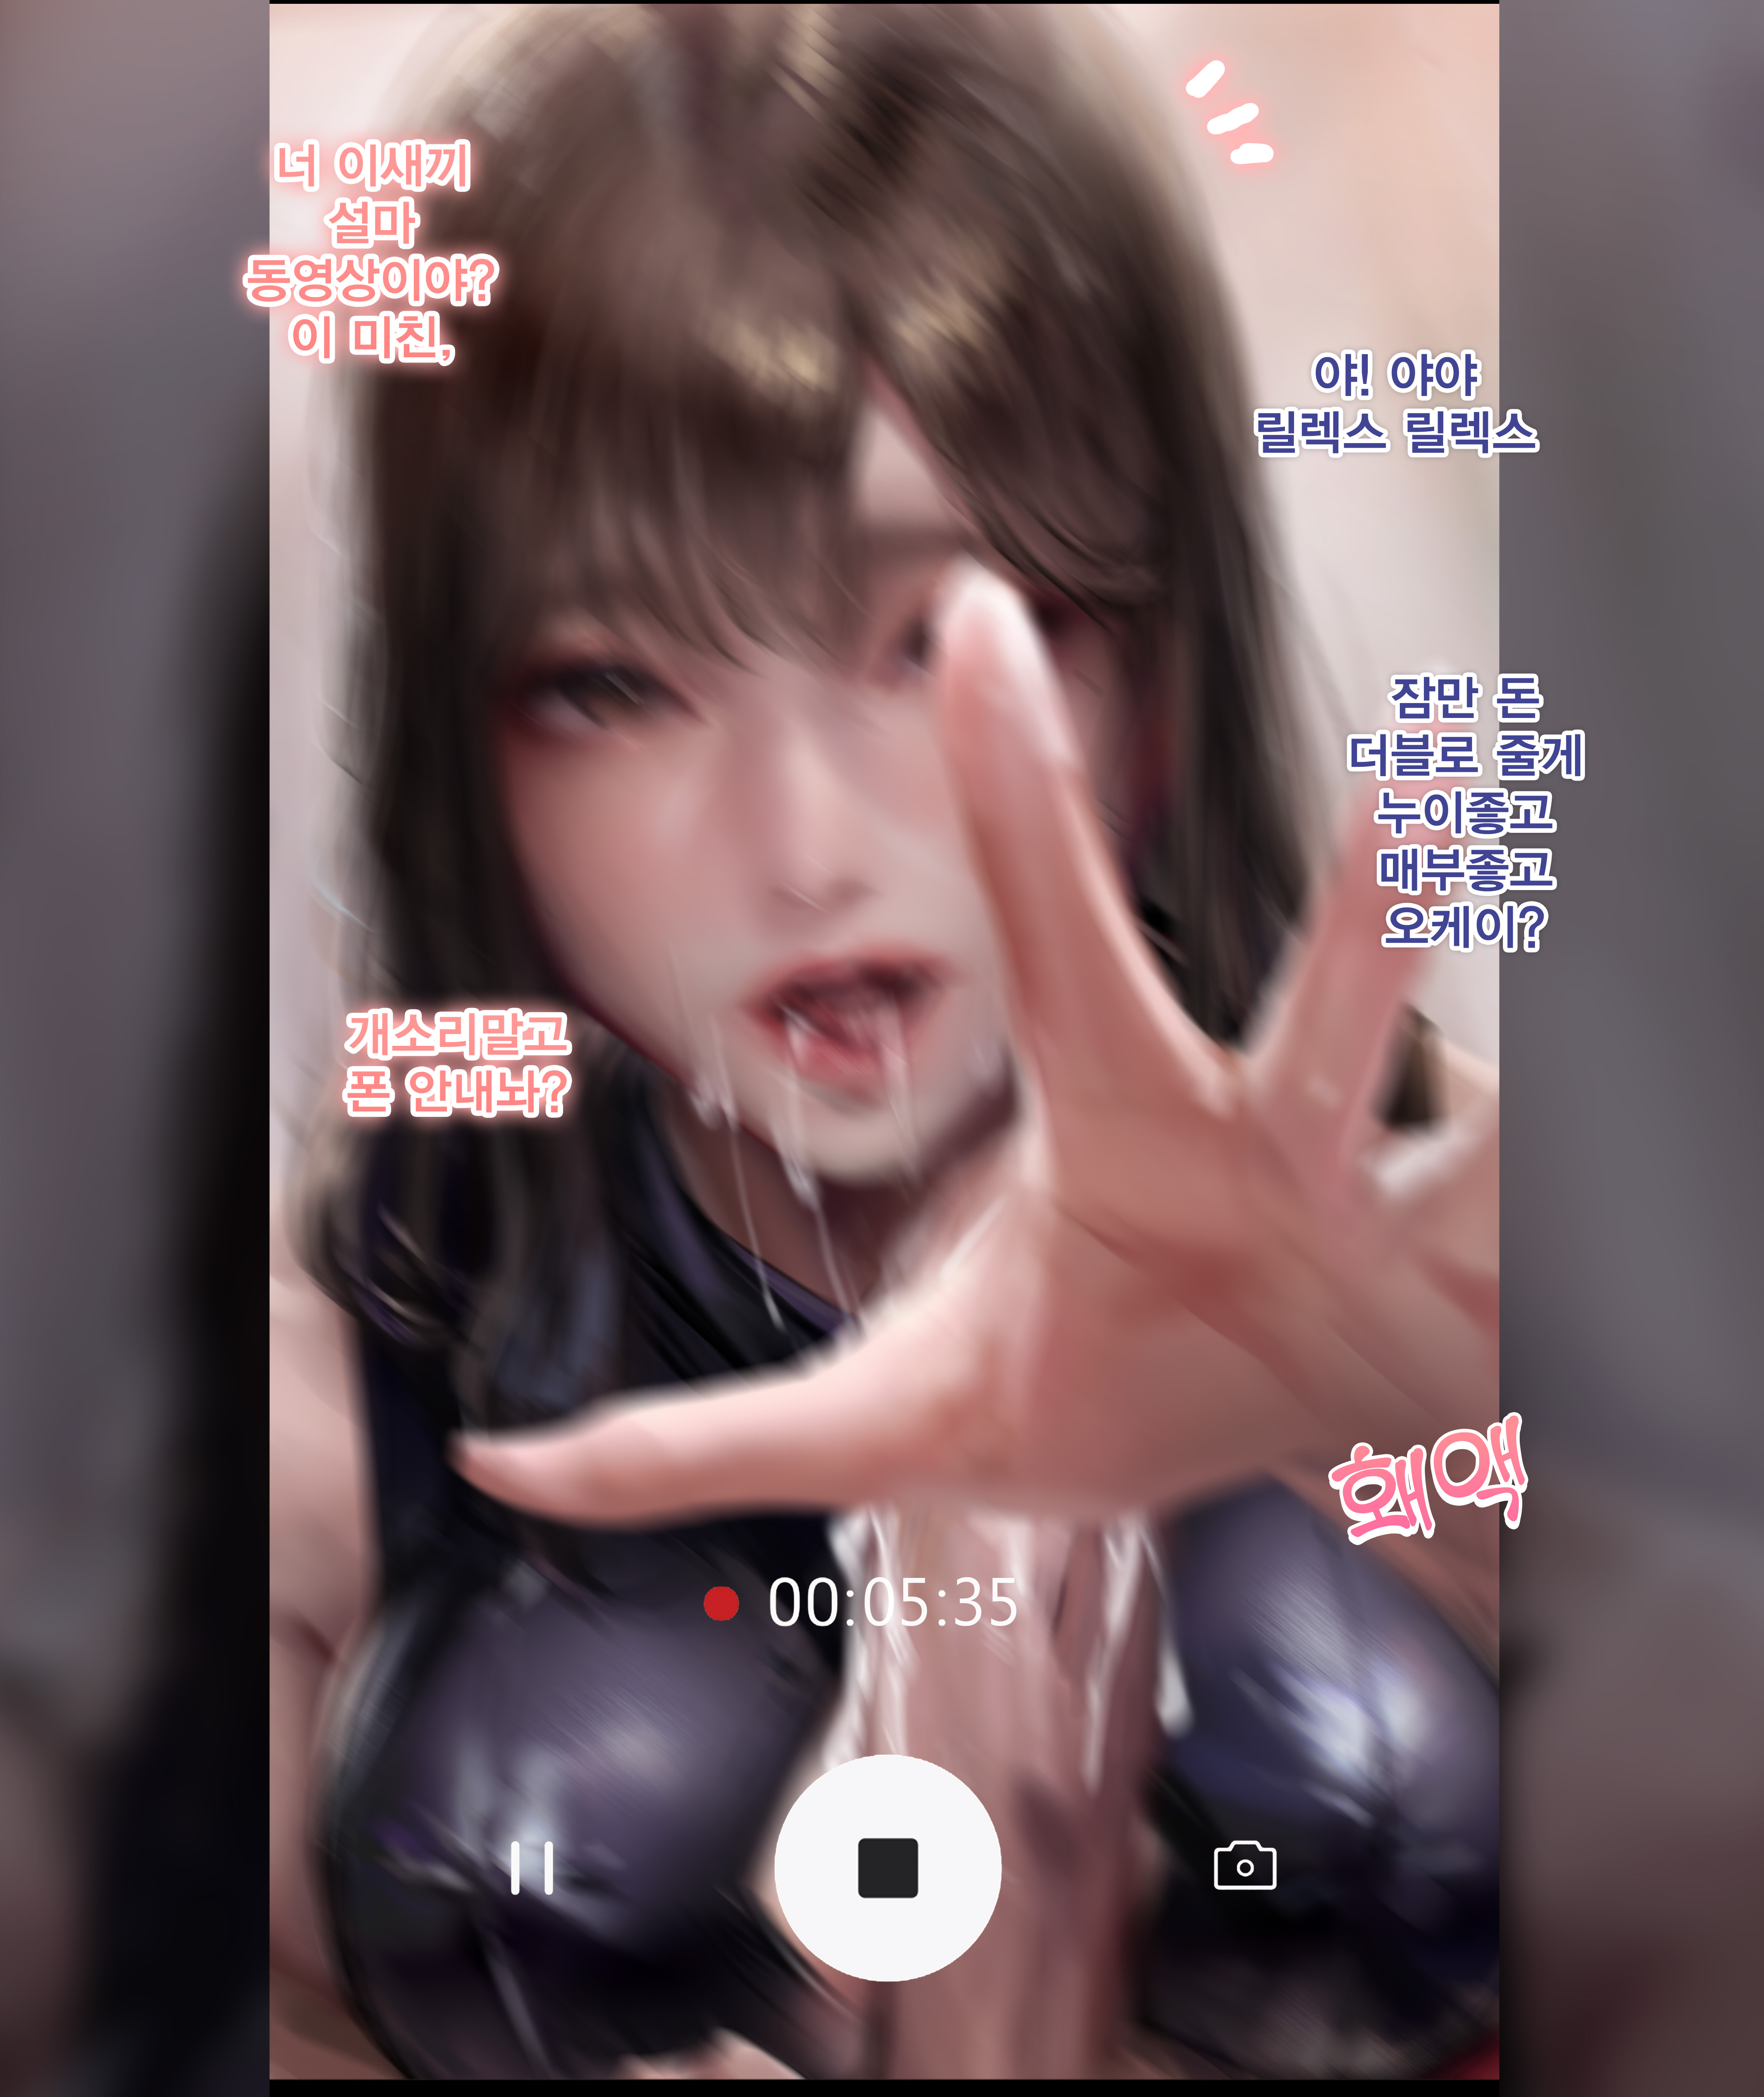 너 이새끼
설마
동영상이야?
이 미친,
야! 야야
릴렉스 릴렉스
잠만 돈
더블로 줄게
누이좋고
매부좋고
오케이?
개소리말고
폰 안내놔?
홰액
00:05:35